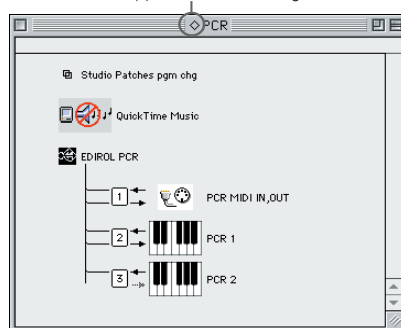 PCR
Studio Patches pgm chg
QuickTime Music
EDIROL PCR
1
PCR MIDI IN,OUT
2
PCR 1
3
PCR 2